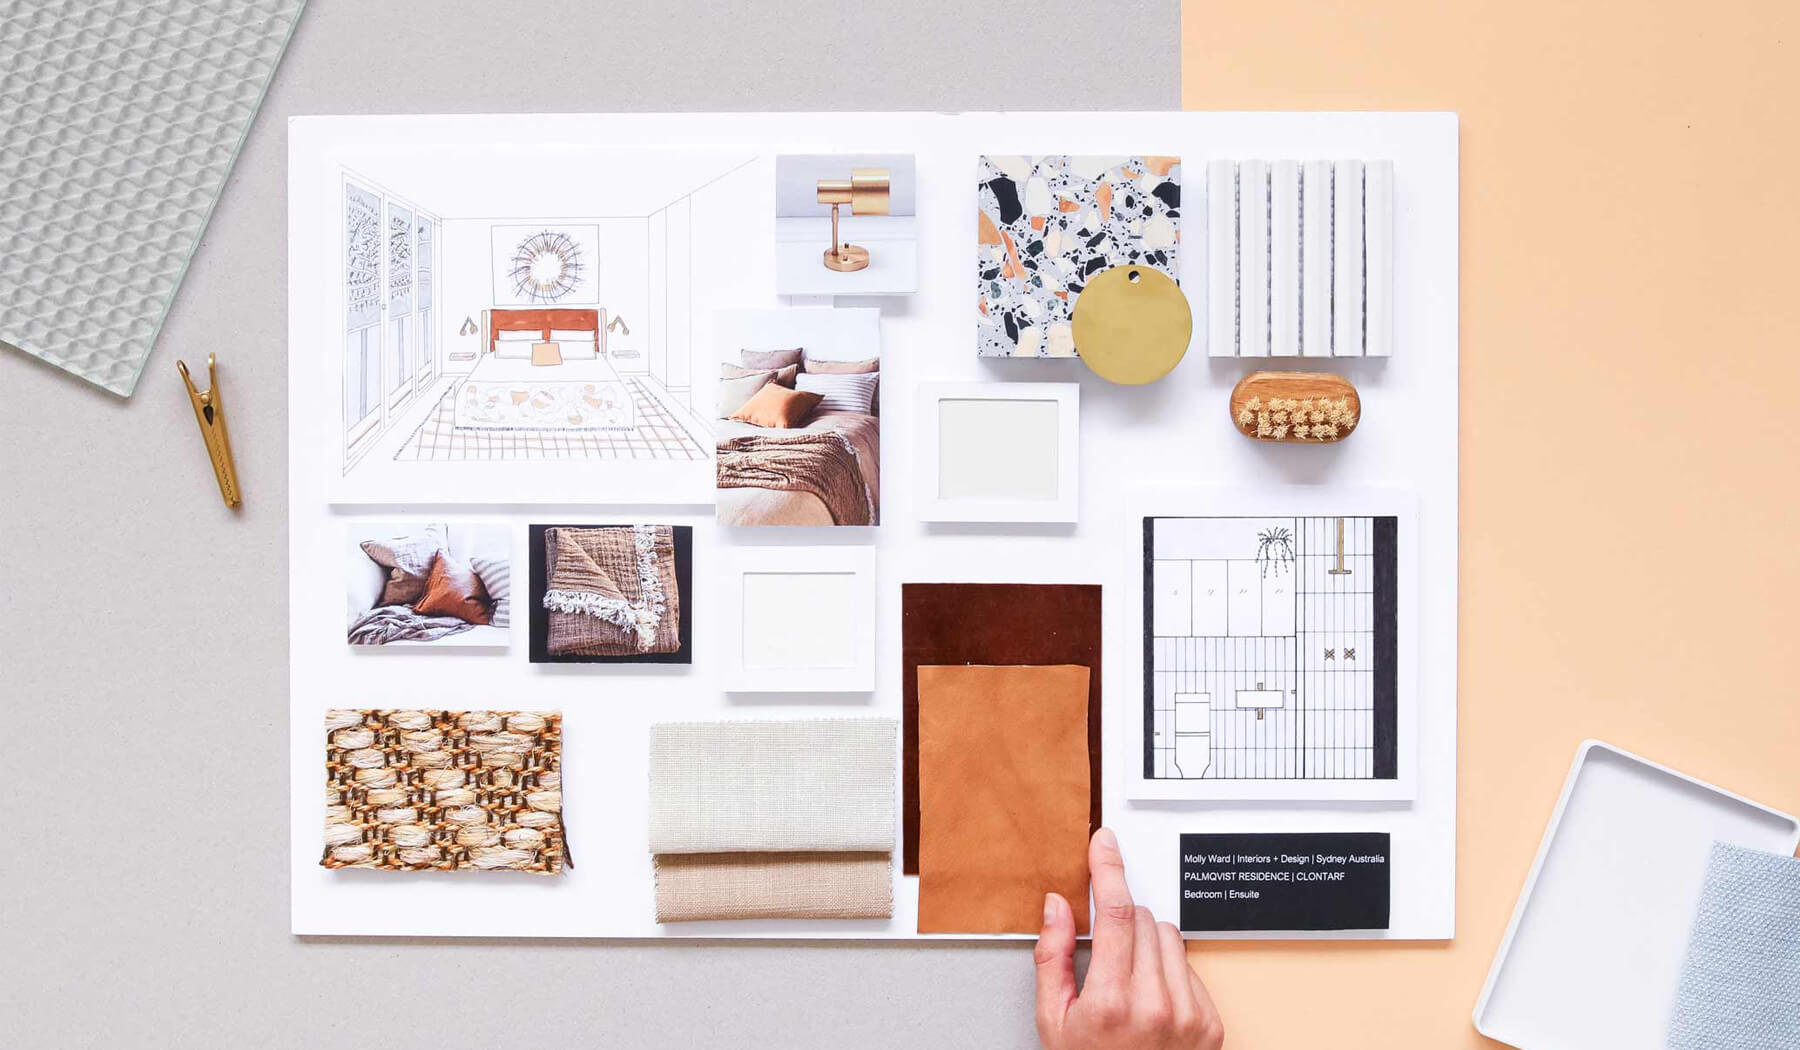 Molly Ward | Interiors + Design | Sydney Australia
PALMQVIST RESIDENCE | CLONTARF
Bedroom | Ensuite